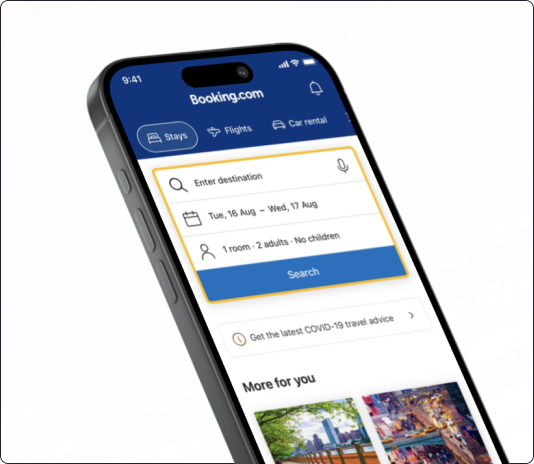 9:41
Booking.com
Stays
Flights
Car rental
Enter destination
Tue, 16 Aug – Wed, 17 Aug
1 room · 2 adults · No children
Search
Get the latest COVID-19 travel advice
More for you